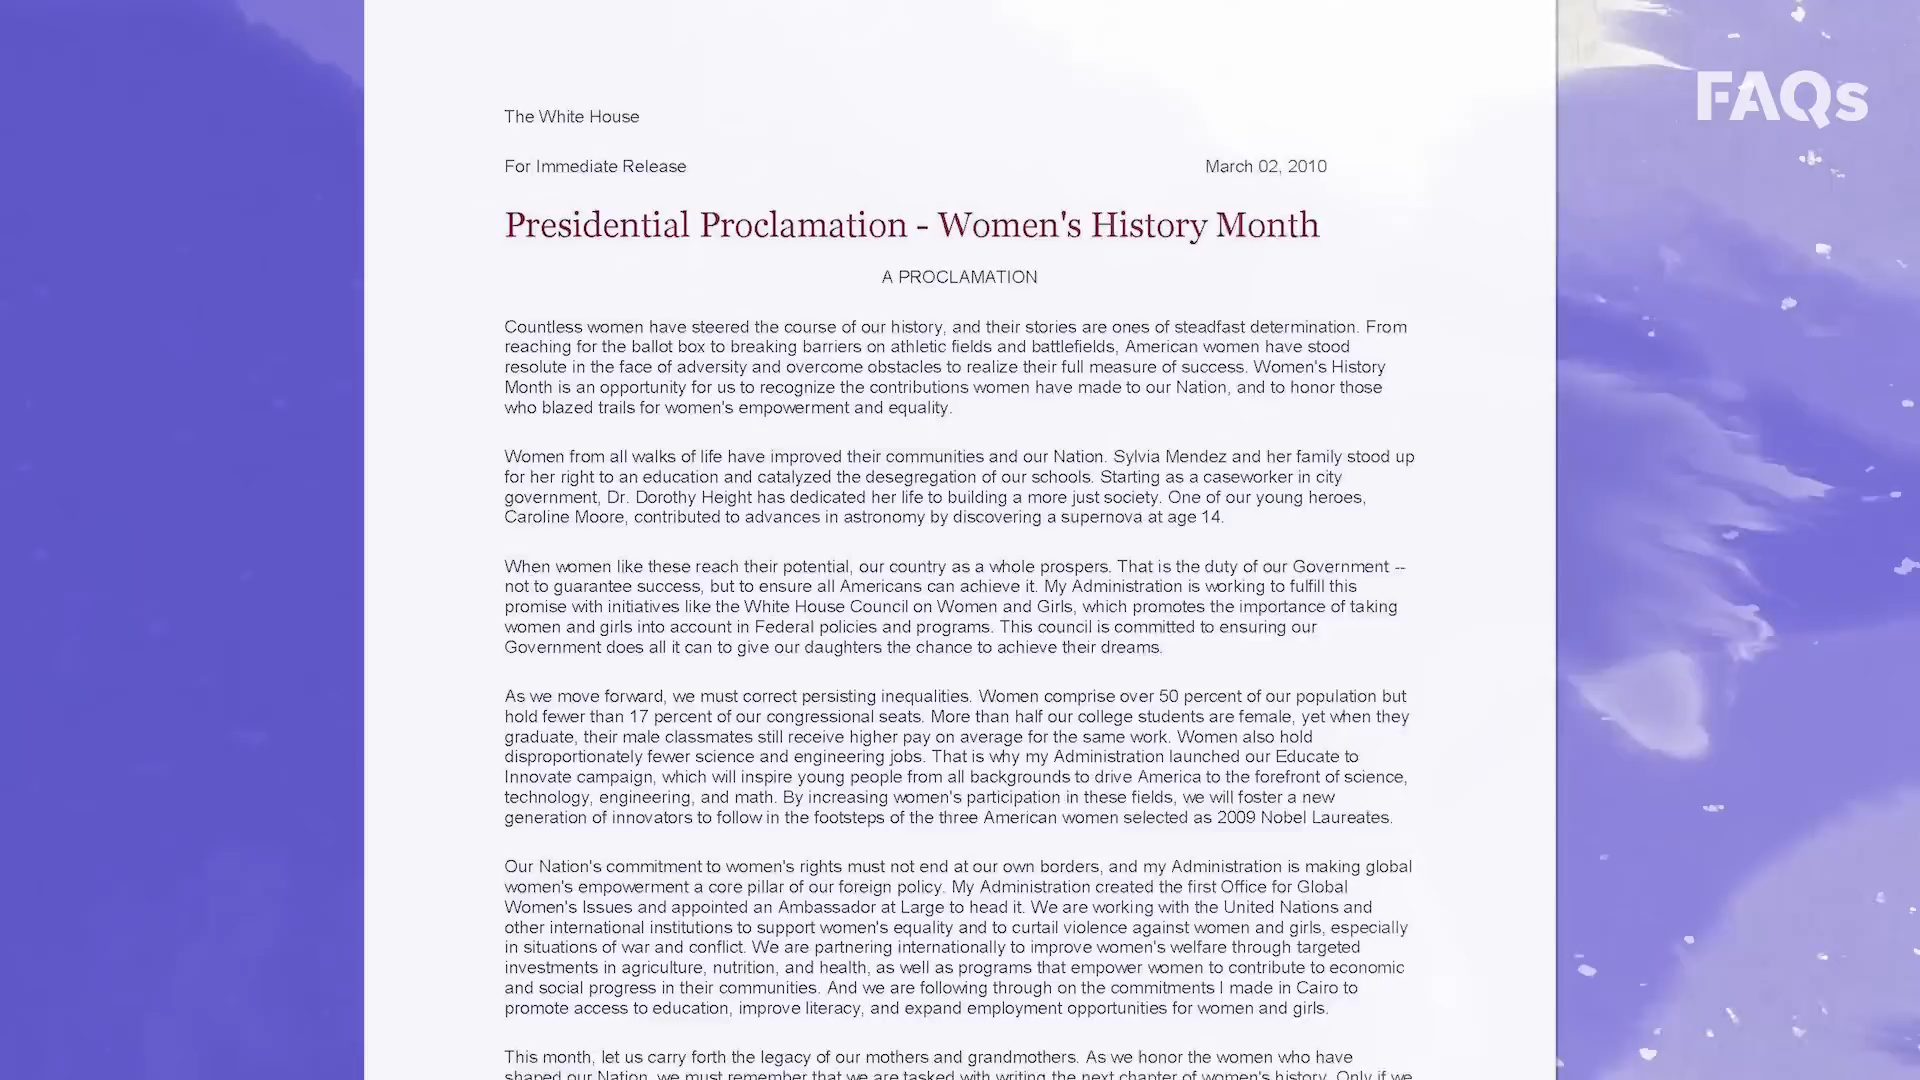 FAQs
The White House
For Immediate Release March 02, 2010
Presidential Proclamation - Women's History Month
A PROCLAMATION
Countless women have steered the course of our history, and their stories are ones of steadfast determination. From
reaching for the ballot box to breaking barriers on athletic fields and battlefields, American women have stood
resolute in the face of adversity and overcome obstacles to realize their full measure of success. Women's History
Month is an opportunity for us to recognize the contributions women have made to our Nation, and to honor those
who blazed trails for women's empowerment and equality.
Women from all walks of life have improved their communities and our Nation. Sylvia Mendez and her family stood up
for her right to an education and catalyzed the desegregation of our schools. Starting as a caseworker in city
government, Dr. Dorothy Height has dedicated her life to building a more just society. One of our young heroes,
Caroline Moore, contributed to advances in astronomy by discovering a supernova at age 14.
When women like these reach their potential, our country as a whole prospers. That is the duty of our Government --
not to guarantee success, but to ensure all Americans can achieve it. My Administration is working to fulfill this
promise with initiatives like the White House Council on Women and Girls, which promotes the importance of taking
women and girls into account in Federal policies and programs. This council is committed to ensuring our
Government does all it can to give our daughters the chance to achieve their dreams.
As we move forward, we must correct persisting inequalities. Women comprise over 50 percent of our population but
hold fewer than 17 percent of our congressional seats. More than half our college students are female, yet when they
graduate, their male classmates still receive higher pay on average for the same work. Women also hold
disproportionately fewer science and engineering jobs. That is why my Administration launched our Educate to
Innovate campaign, which will inspire young people from all backgrounds to drive America to the forefront of science,
technology, engineering, and math. By increasing women's participation in these fields, we will foster a new
generation of innovators to follow in the footsteps of the three American women selected as 2009 Nobel Laureates.
Our Nation's commitment to women's rights must not end at our own borders, and my Administration is making global
women's empowerment a core pillar of our foreign policy. My Administration created the first Office for Global
Women's Issues and appointed an Ambassador at Large to head it. We are working with the United Nations and
other international institutions to support women's equality and to curtail violence against women and girls, especially
in situations of war and conflict. We are partnering internationally to improve women's welfare through targeted
investments in agriculture, nutrition, and health, as well as programs that empower women to contribute to economic
and social progress in their communities. And we are following through on the commitments I made in Cairo to
promote access to education, improve literacy, and expand employment opportunities for women and girls.
This month, let us carry forth the legacy of our mothers and grandmothers. As we honor the women who have
shaped our Nation, we must remember that we are tasked with writing the next chapter of women's history. Only if we